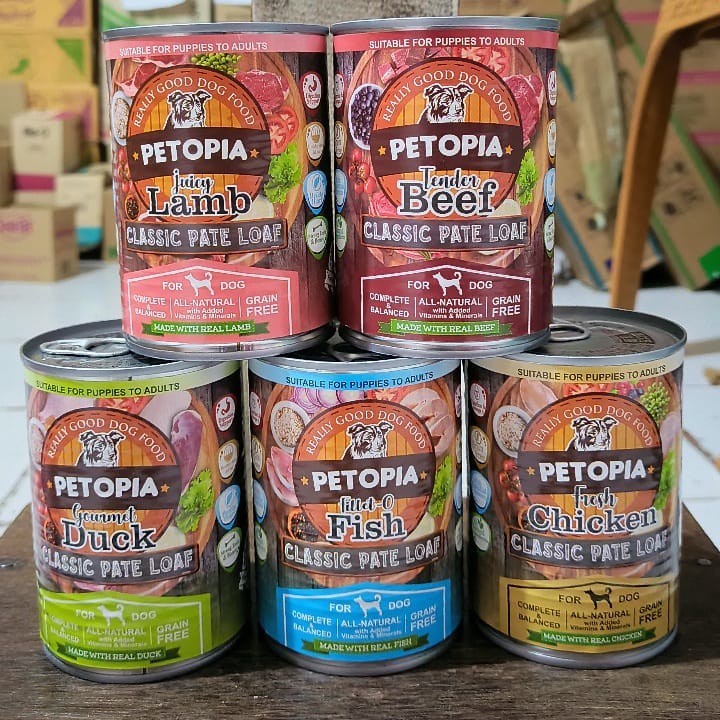 SUITABLE FOR PUPPIES TO ADULTS
REALLY GOOD DOG FOOD
PETOPIA
Juicy
Lamb
CLASSIC PATE LOAF
FOR DOG
COMPLETE & BALANCED
ALL-NATURAL
with Added
Vitamins & Minerals
GRAIN FREE
MADE WITH REAL LAMB
SUITABLE FOR PUPPIES TO ADULTS
REALLY GOOD DOG FOOD
PETOPIA
Tender
Beef
CLASSIC PATE LOAF
FOR DOG
COMPLETE & BALANCED
ALL-NATURAL
with Added
Vitamins & Minerals
GRAIN FREE
MADE WITH REAL BEEF
SUITABLE FOR PUPPIES TO ADULTS
REALLY GOOD DOG FOOD
PETOPIA
Gourmet
Duck
CLASSIC PATE LOAF
FOR DOG
COMPLETE & BALANCED
ALL-NATURAL
with Added
Vitamins & Minerals
GRAIN FREE
MADE WITH REAL DUCK
SUITABLE FOR PUPPIES TO ADULTS
REALLY GOOD DOG FOOD
PETOPIA
Fillet-O
Fish
CLASSIC PATE LOAF
FOR DOG
COMPLETE & BALANCED
ALL-NATURAL
with Added
Vitamins & Minerals
GRAIN FREE
MADE WITH REAL FISH
SUITABLE FOR PUPPIES TO ADULTS
REALLY GOOD DOG FOOD
PETOPIA
Fresh
Chicken
CLASSIC PATE LOAF
FOR DOG
COMPLETE & BALANCED
ALL-NATURAL
with Added
Vitamins & Minerals
GRAIN FREE
MADE WITH REAL CHICKEN